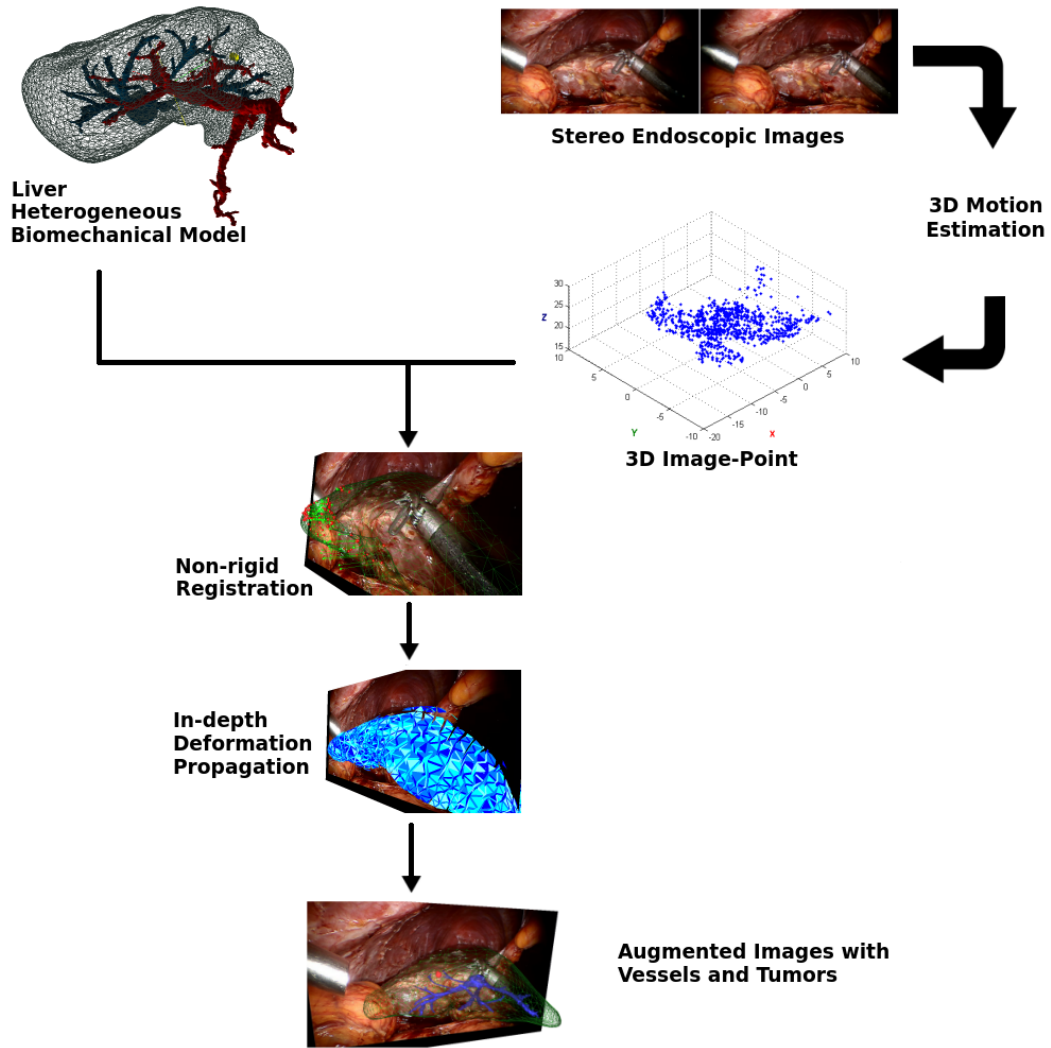 Stereo Endoscopic Images
Liver
Heterogeneous
Biomechanical Model
3D Motion
Estimation
30
25
20
15
Z
10
5
0
-5
-10
Y
-20
-15
-10
-5
0
5
10
X
3D Image-Point
Non-rigid
Registration
In-depth
Deformation
Propagation
Augmented Images with
Vessels and Tumors